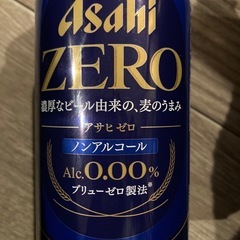 Asahi
ZERO
濃厚なビール由来の、麦のうまみ
アサヒ ゼロ
ノンアルコール
Alc.0.00%
ブリューゼロ製法※